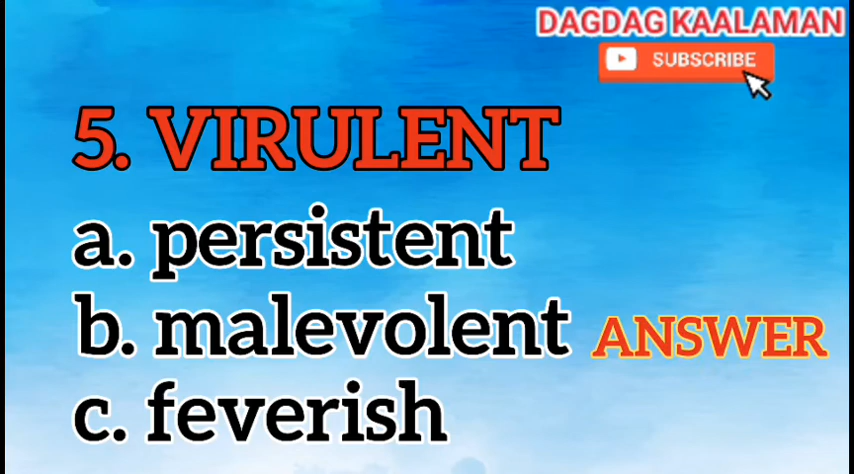 DAGDAG KAALAMAN
SUBSCRIBE
5. VIRULENT
a. persistent
b. malevolent ANSWER
c. feverish